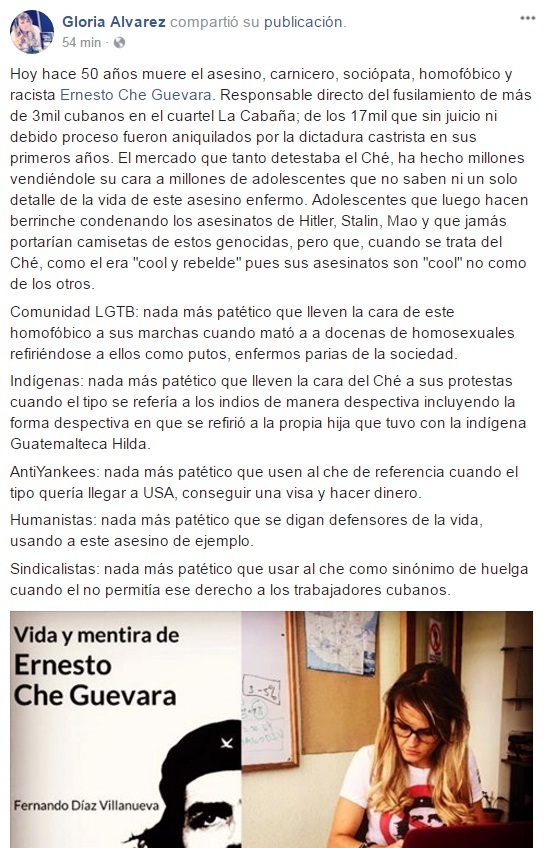 Gloria Alvarez compartió su publicación.
54 min ·
Hoy hace 50 años muere el asesino, carnicero, sociópata, homofóbico y
racista Ernesto Che Guevara. Responsable directo del fusilamiento de más
de 3mil cubanos en el cuartel La Cabaña; de los 17mil que sin juicio ni
debido proceso fueron aniquilados por la dictadura castrista en sus
primeros años. El mercado que tanto detestaba el Ché, ha hecho millones
vendiéndole su cara a millones de adolescentes que no saben ni un solo
detalle de la vida de este asesino enfermo. Adolescentes que luego hacen
berrinche condenando los asesinatos de Hitler, Stalin, Mao y que jamás
portarían camisetas de estos genocidas, pero que, cuando se trata del
Ché, como el era "cool y rebelde" pues sus asesinatos son "cool" no como
de los otros.
Comunidad LGTB: nada más patético que lleven la cara de este
homofóbico a sus marchas cuando mató a a docenas de homosexuales
refiriéndose a ellos como putos, enfermos parias de la sociedad.
Indígenas: nada más patético que lleven la cara del Ché a sus protestas
cuando el tipo se refería a los indios de manera despectiva incluyendo la
forma despectiva en que se refirió a la propia hija que tuvo con la indígena
Guatemalteca Hilda.
AntiYankees: nada más patético que usen al che de referencia cuando el
tipo quería llegar a USA, conseguir una visa y hacer dinero.
Humanistas: nada más patético que se digan defensores de la vida,
usando a este asesino de ejemplo.
Sindicalistas: nada más patético que usar al che como sinónimo de huelga
cuando el no permitía ese derecho a los trabajadores cubanos.
Vida y mentira de
Ernesto
Che Guevara
Fernando Díaz Villanueva
3-5%